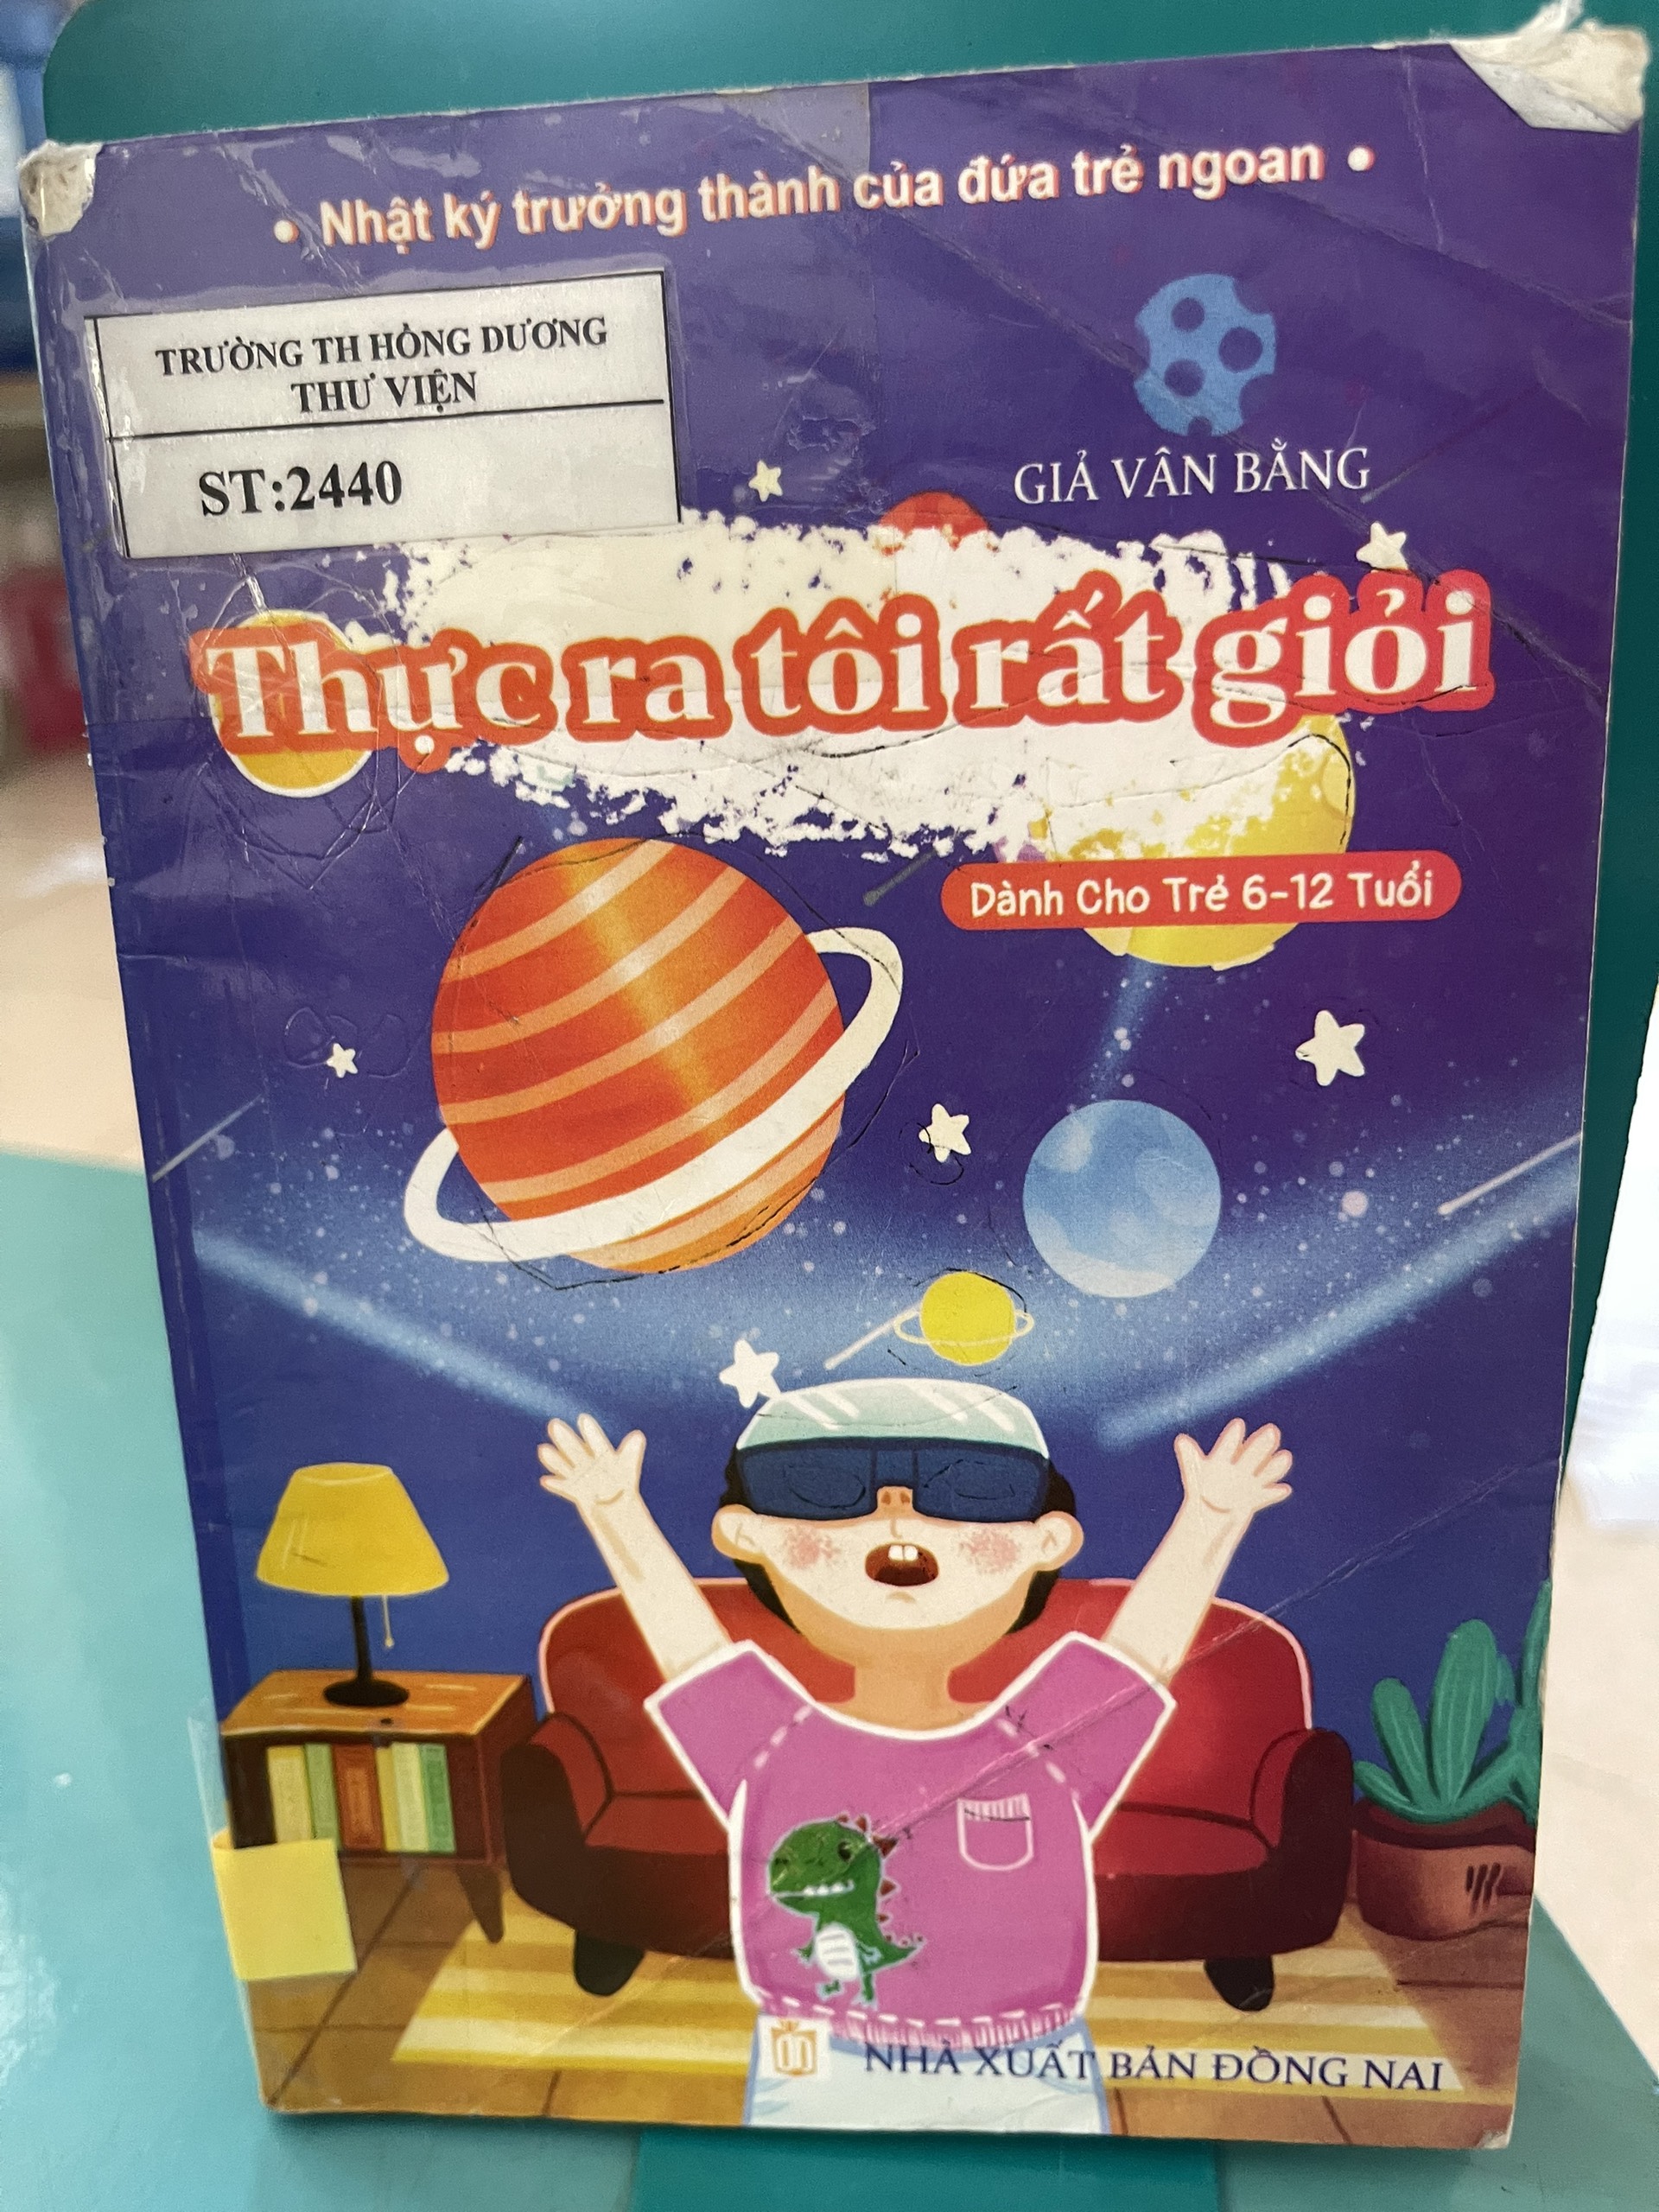 • Nhật ký trưởng thành của đứa trẻ ngoan •
TRƯỜNG TH HỒNG DƯƠNG
THƯ VIỆN
ST:2440
GIẢ VÂN BẰNG
Thực ra tôi rất giỏi
Dành Cho Trẻ 6-12 Tuổi
NHÀ XUẤT BẢN ĐỒNG NAI